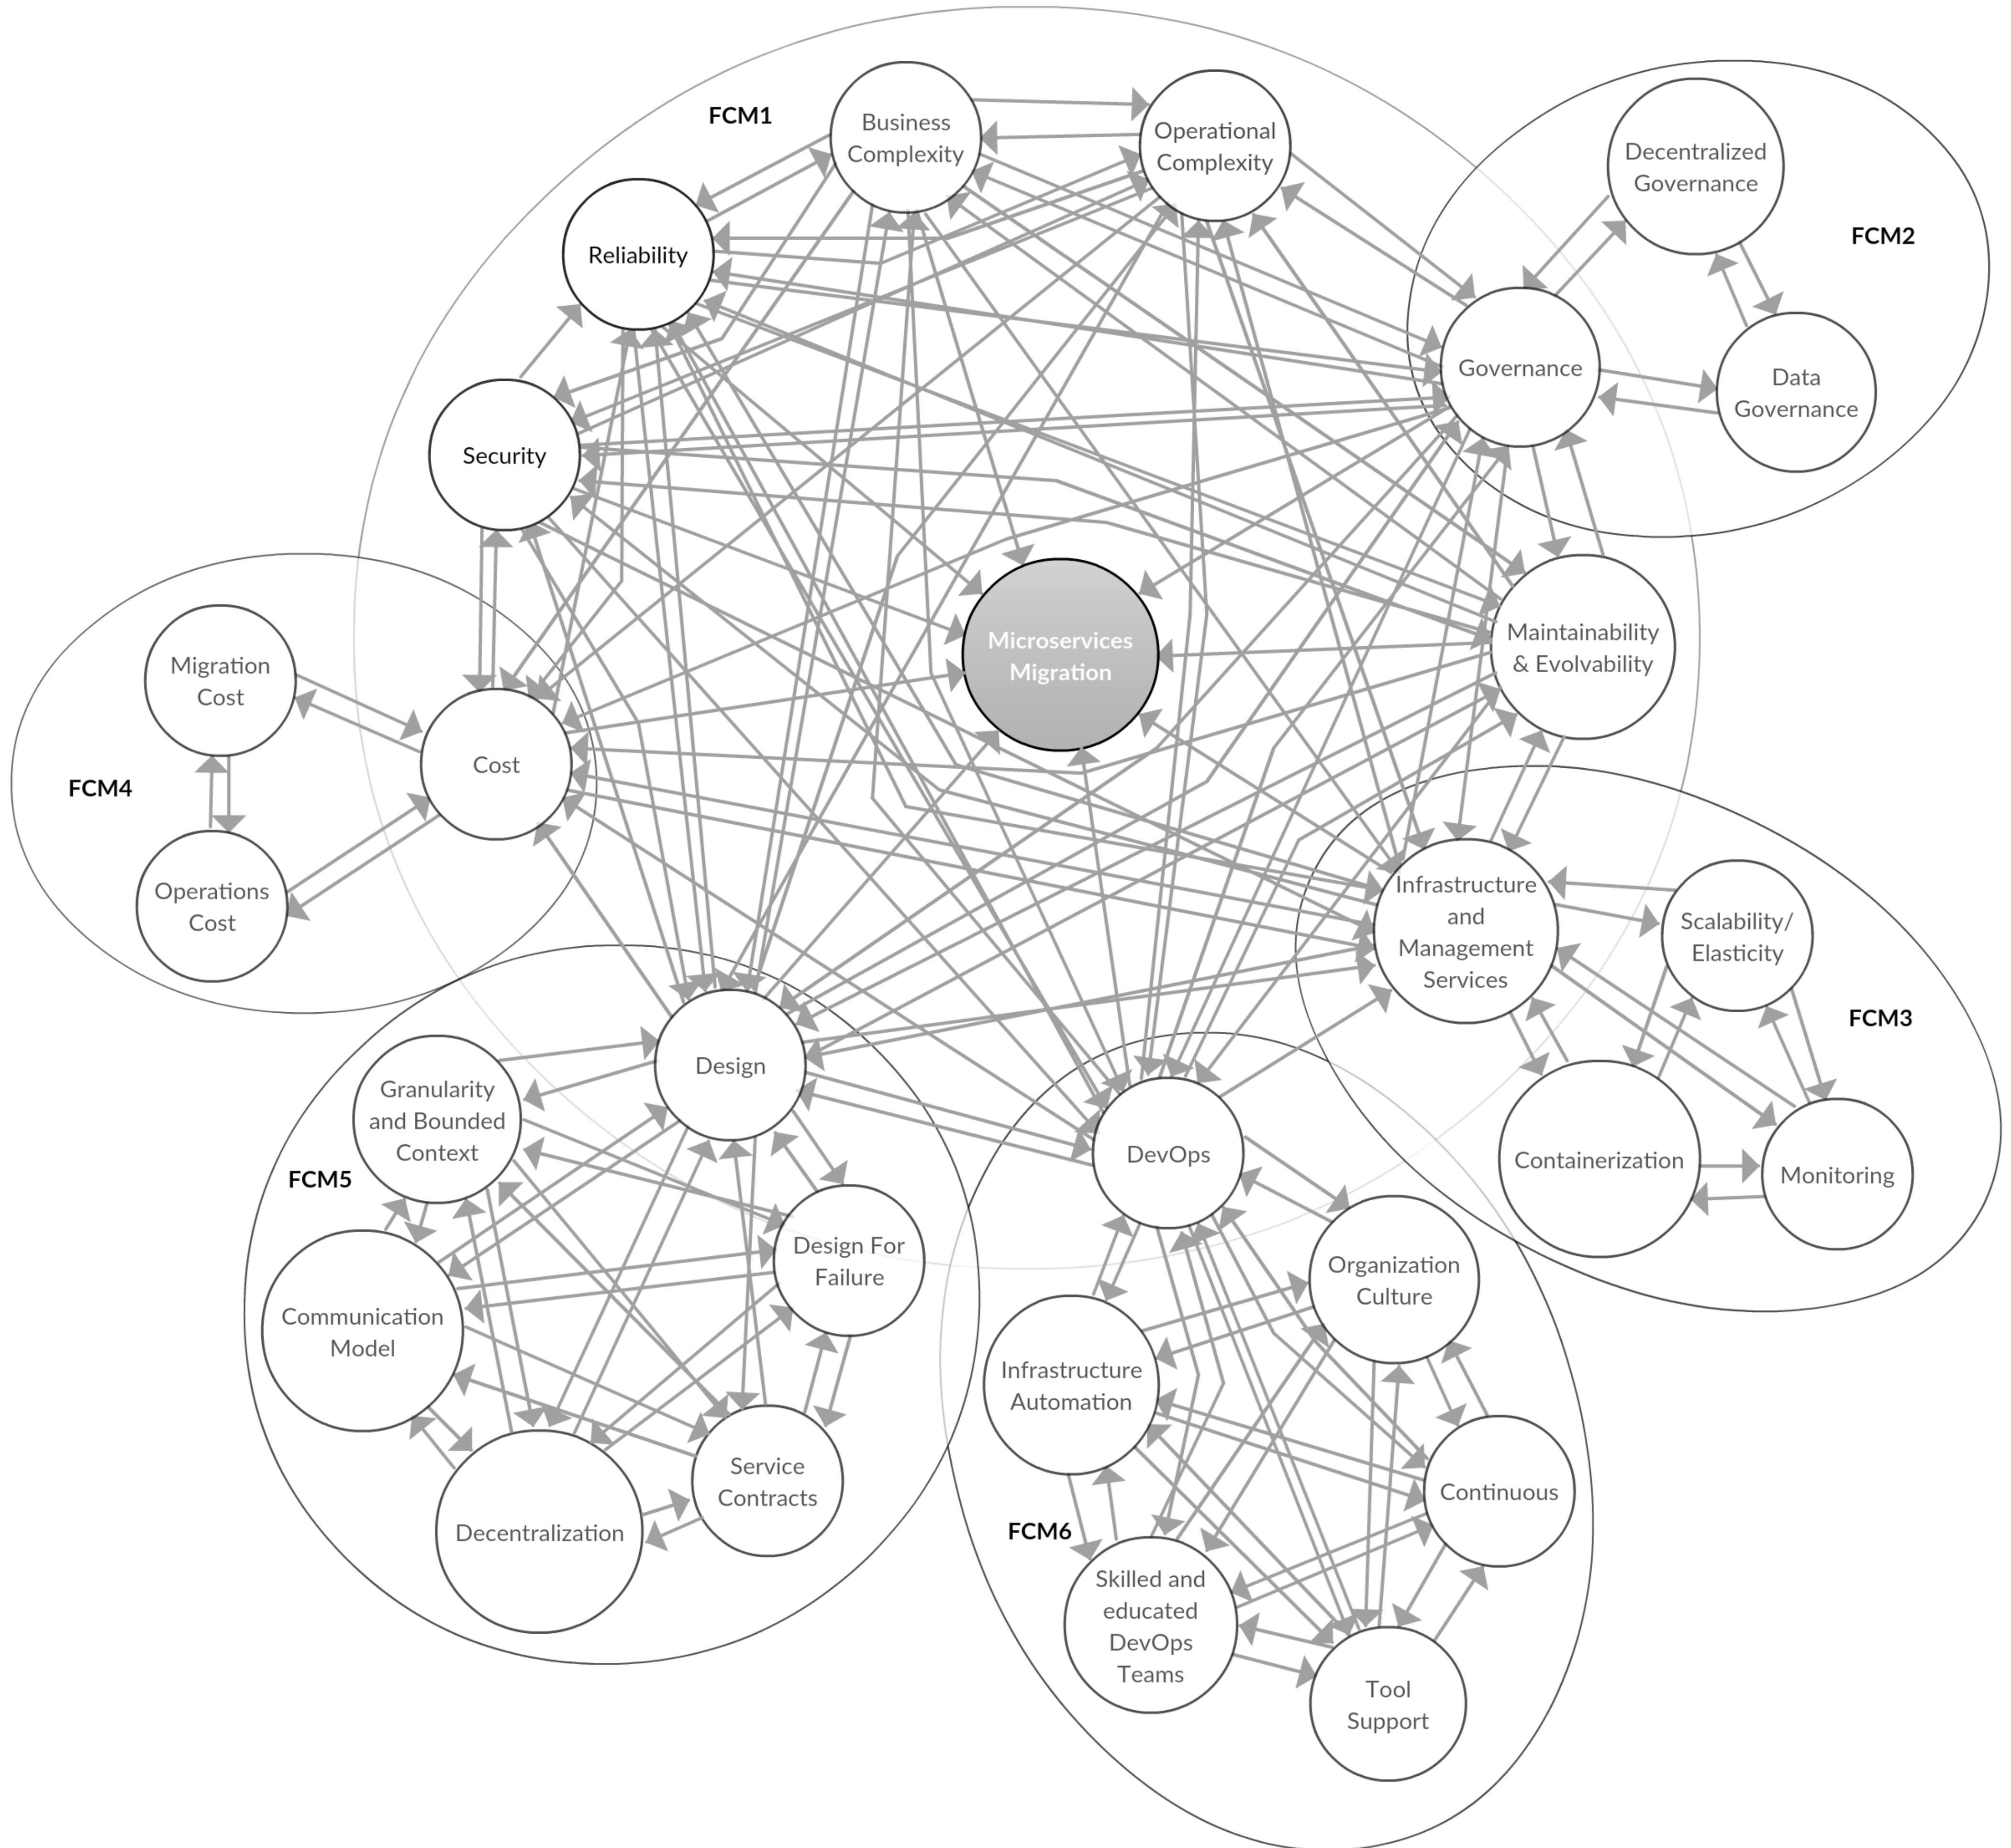 FCM1
Business
Complexity
Operational
Complexity
Decentralized
Governance
FCM2
Reliability
Governance
Data
Governance
Security
Microservices
Migration
Maintainability
& Evolvability
Migration
Cost
Cost
FCM4
Operations
Cost
Infrastructure
and
Management
Services
Scalability/
Elasticity
FCM3
Design
Granularity
and Bounded
Context
DevOps
Containerization
Monitoring
FCM5
Design For
Failure
Organization
Culture
Communication
Model
Infrastructure
Automation
Service
Contracts
Continuous
Decentralization
FCM6
Skilled and
educated
DevOps
Teams
Tool
Support